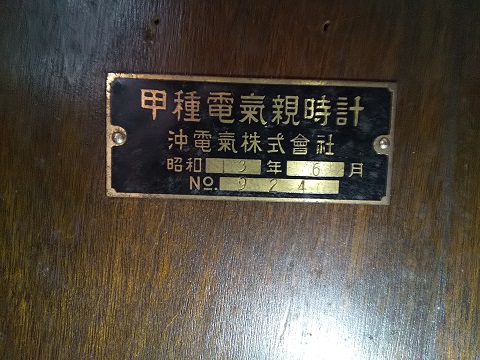 甲種電氣親時計
沖電氣株式會社
昭和13年6月
No. 924